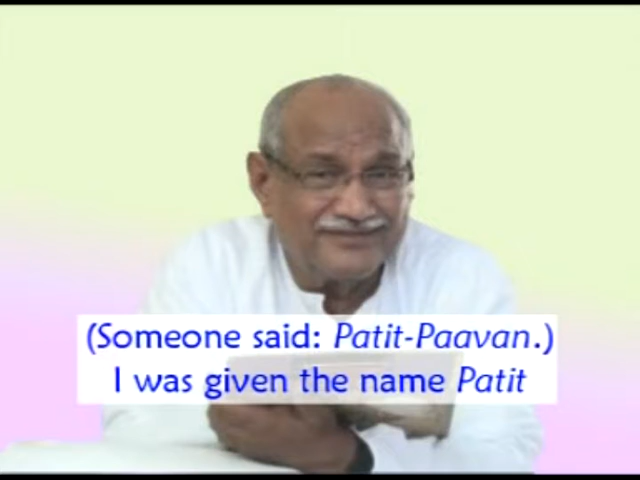 (Someone said: Patit-Paavan.)
I was given the name Patit